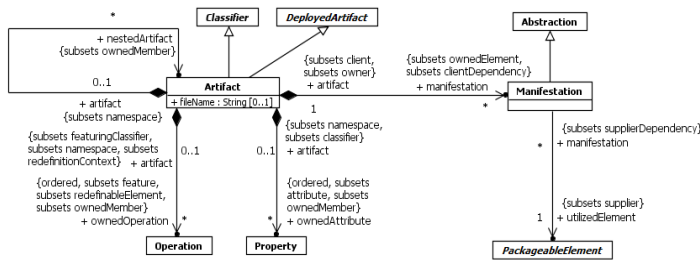 Classifier
DeployedArtifact
Abstraction
*
+ nestedArtifact
{subsets ownedMember}
0..1
+ artifact
{subsets namespace}
Artifact
+ fileName : String [0..1]
{subsets client,
subsets owner}
+ artifact
1
{subsets ownedElement,
subsets clientDependency}
+ manifestation
*
Manifestation
{subsets featuringClassifier,
subsets namespace, subsets
redefinitionContext} + artifact
0..1
{subsets namespace,
subsets classifier}
+ artifact
0..1
{subsets supplierDependency}
+ manifestation
*
{ordered, subsets feature,
subsets redefinableElement,
subsets ownedMember}
+ ownedOperation
*
{ordered, subsets
attribute, subsets
ownedMember}
+ ownedAttribute
*
{subsets supplier}
+ utilizedElement
1
Operation
Property
PackageableElement